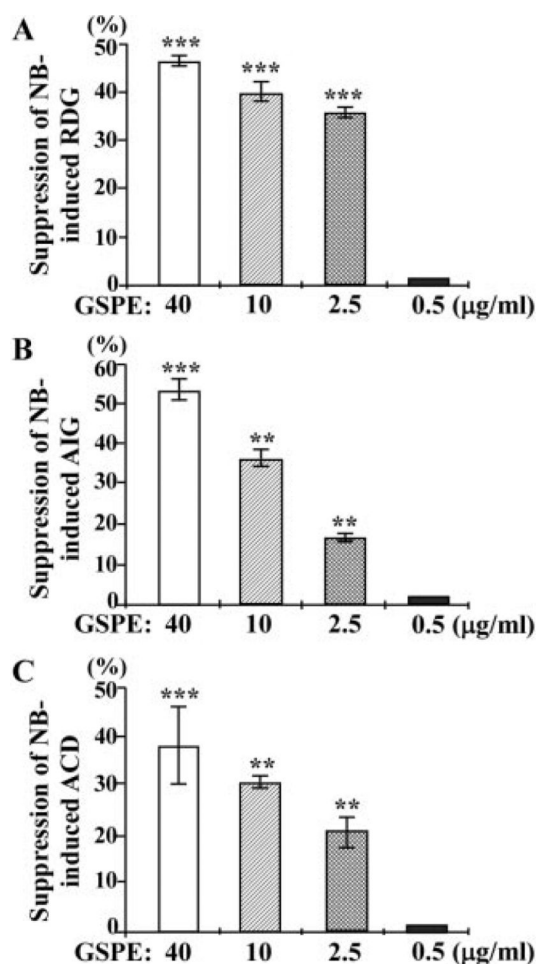 A
(%)
Suppression of NB-
induced RDG
50
40
30
10
0
***
***
***
GSPE: 40 10 2.5 0.5 (μg/ml)
B
(%)
Suppression of NB-
induced AIG
60
50
40
30
20
10
0
***
**
**
GSPE: 40 10 2.5 0.5 (μg/ml)
C
(%)
Suppression of NB-
induced ACD
50
40
30
20
10
0
***
**
**
GSPE: 40 10 2.5 0.5 (μg/ml)